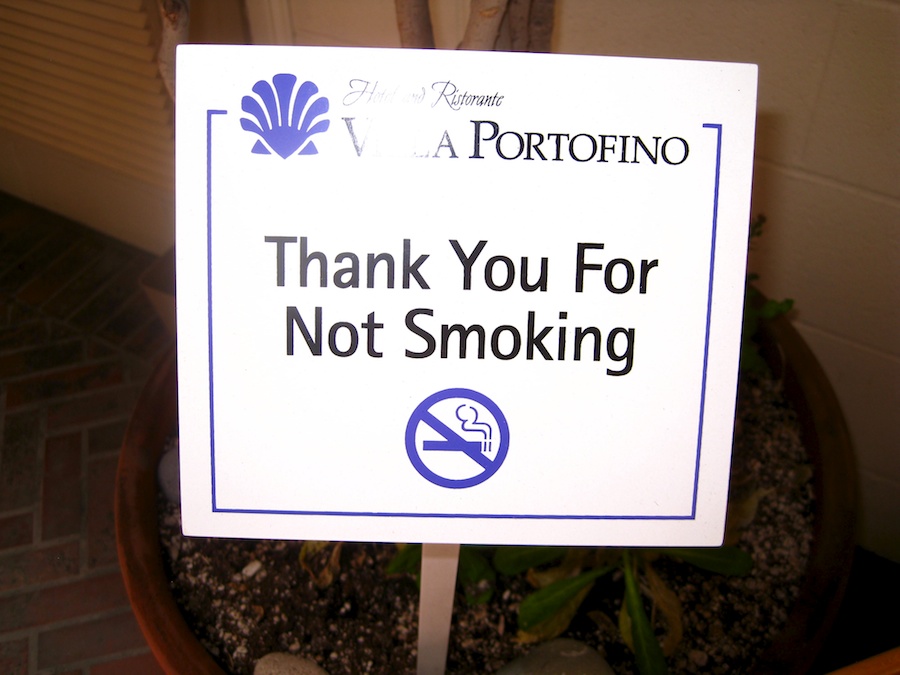 Hotel and Ristorante
VILLA PORTOFINO
Thank You For
Not Smoking